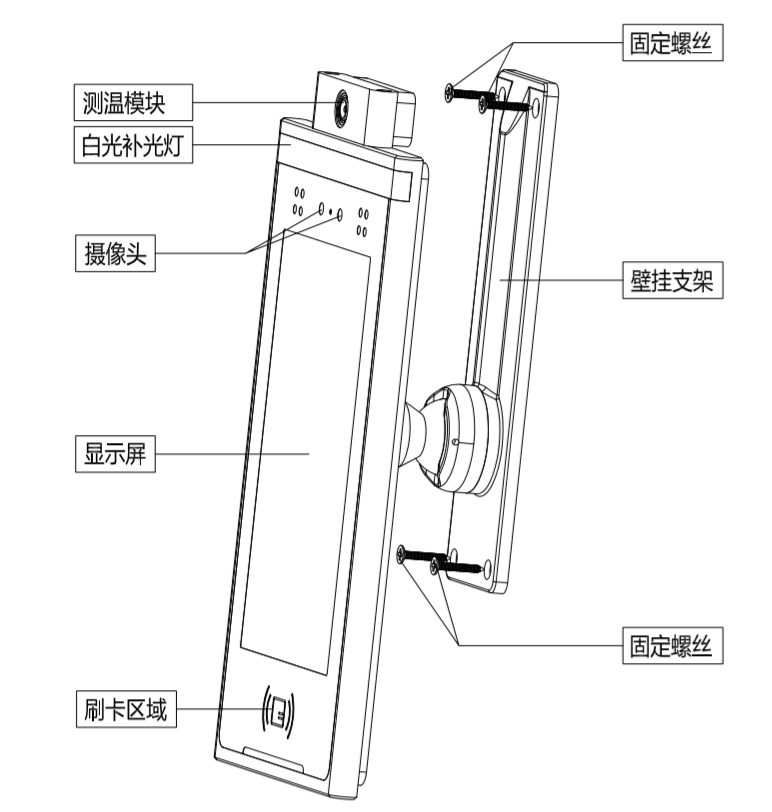 固定螺丝
测温模块
白光补光灯
摄像头
壁挂支架
显示屏
固定螺丝
刷卡区域